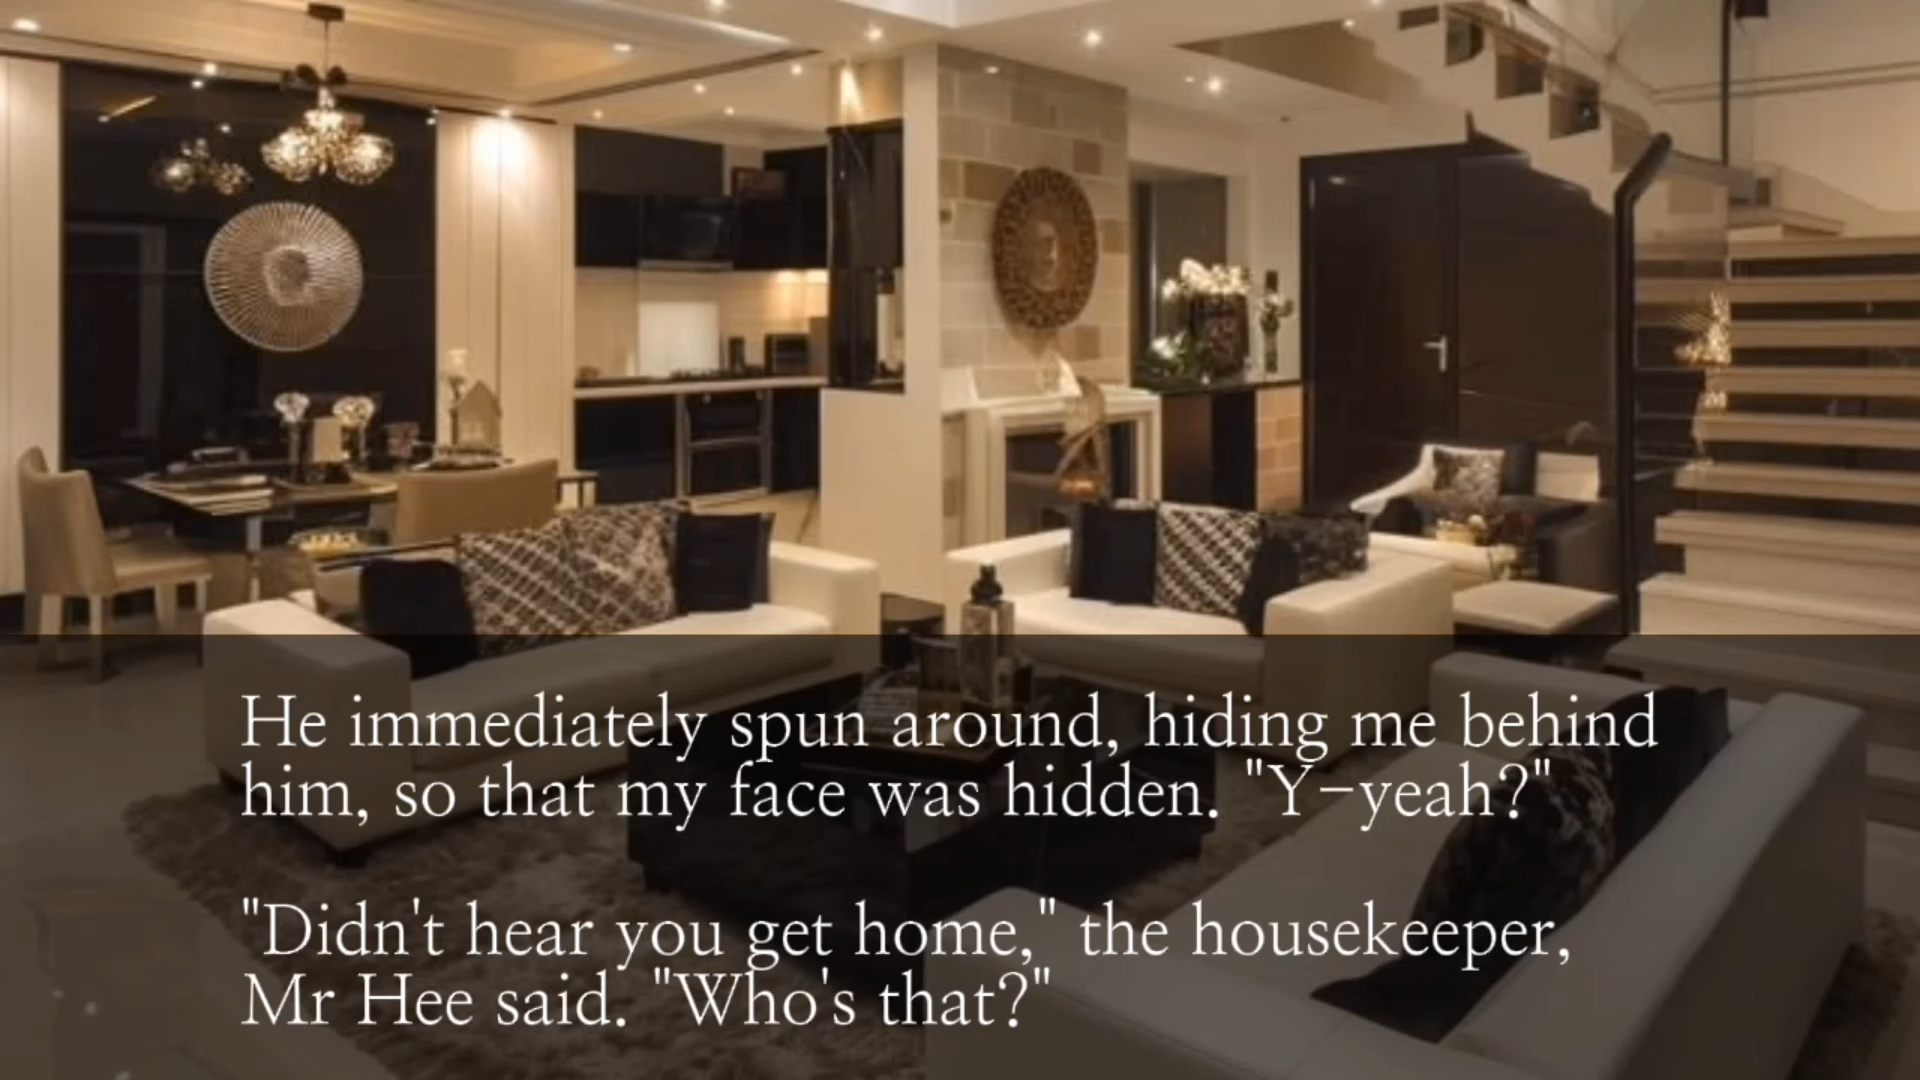 He immediately spun around, hiding me behind
him, so that my face was hidden. "Y-yeah?"
"Didn't hear you get home," the housekeeper,
Mr Hee said. "Who's that?"